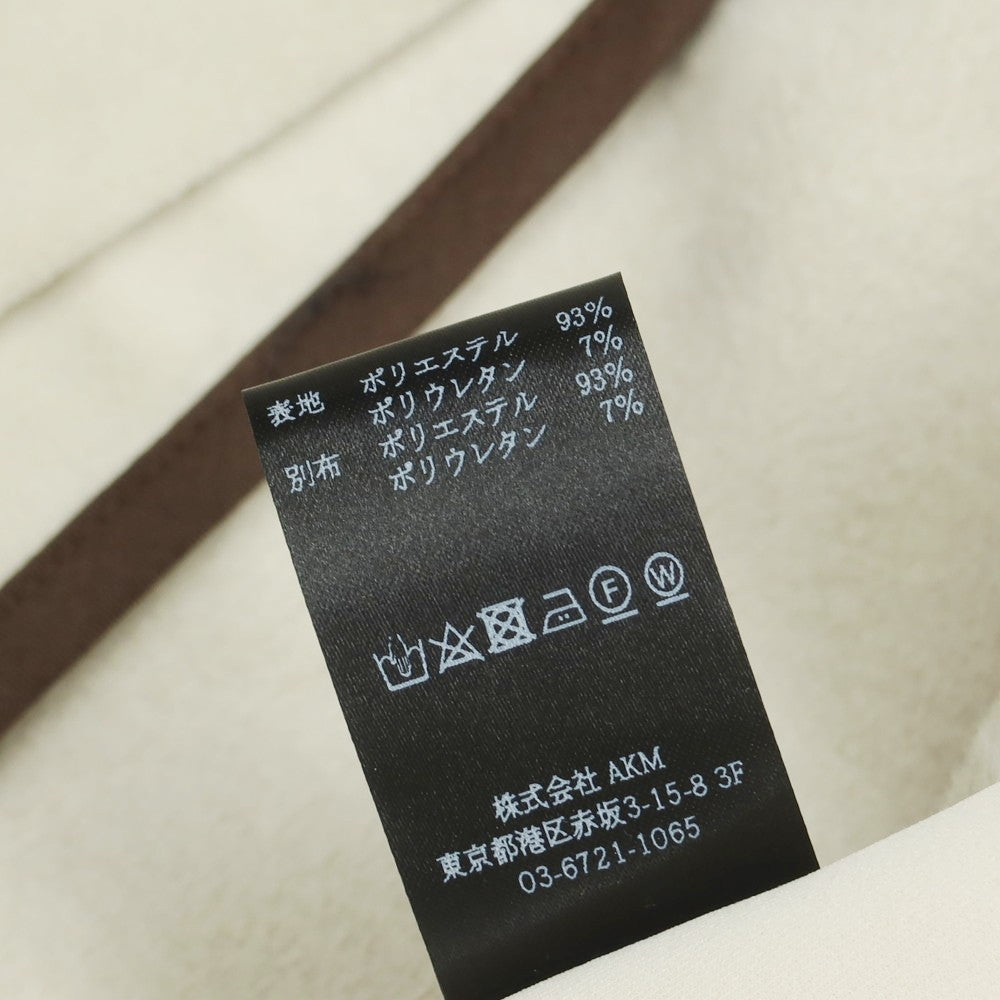 表地 ポリエステル 93%
ポリウレタン 7%
別布 ポリエステル 93%
ポリウレタン 7%
F W
株式会社 AKM
東京都港区赤坂3-15-8 3F
03-6721-1065